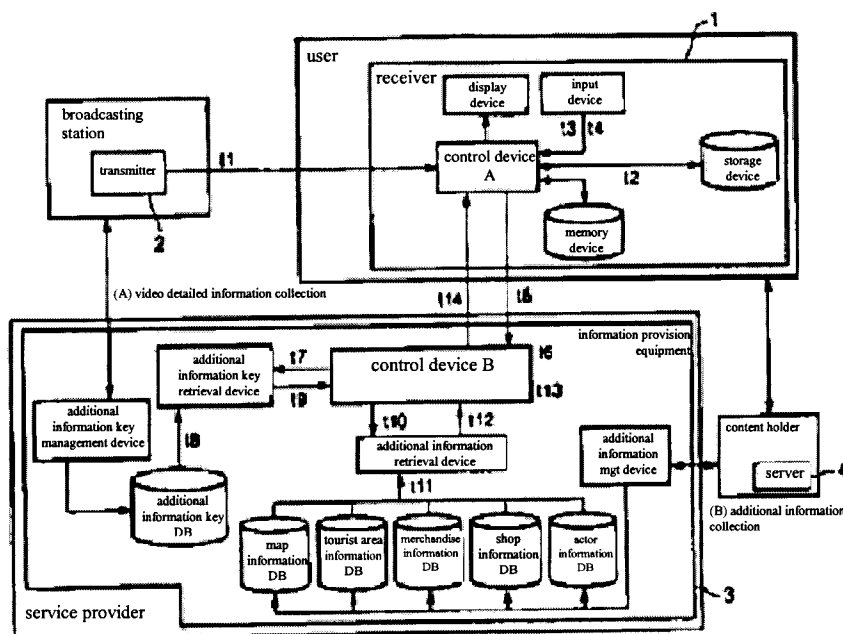 1
user
receiver
display
device
input
device
t3 t4
broadcasting
station
transmitter
t1
control device
A
t2
storage
device
memory
device
2
(A) video detailed information collection
t14
t5
information provision
equipment
additional
information key
retrieval device
t7
t9
control device B
t6
t13
additional
information key
management device
t8
t10
t12
additional information
retrieval device
additional
information
mgt device
content holder
server
4
(B) additional information
collection
t11
additional
information key
DB
map
information
DB
tourist area
information
DB
merchandise
information
DB
shop
information
DB
actor
information
DB
3
service provider